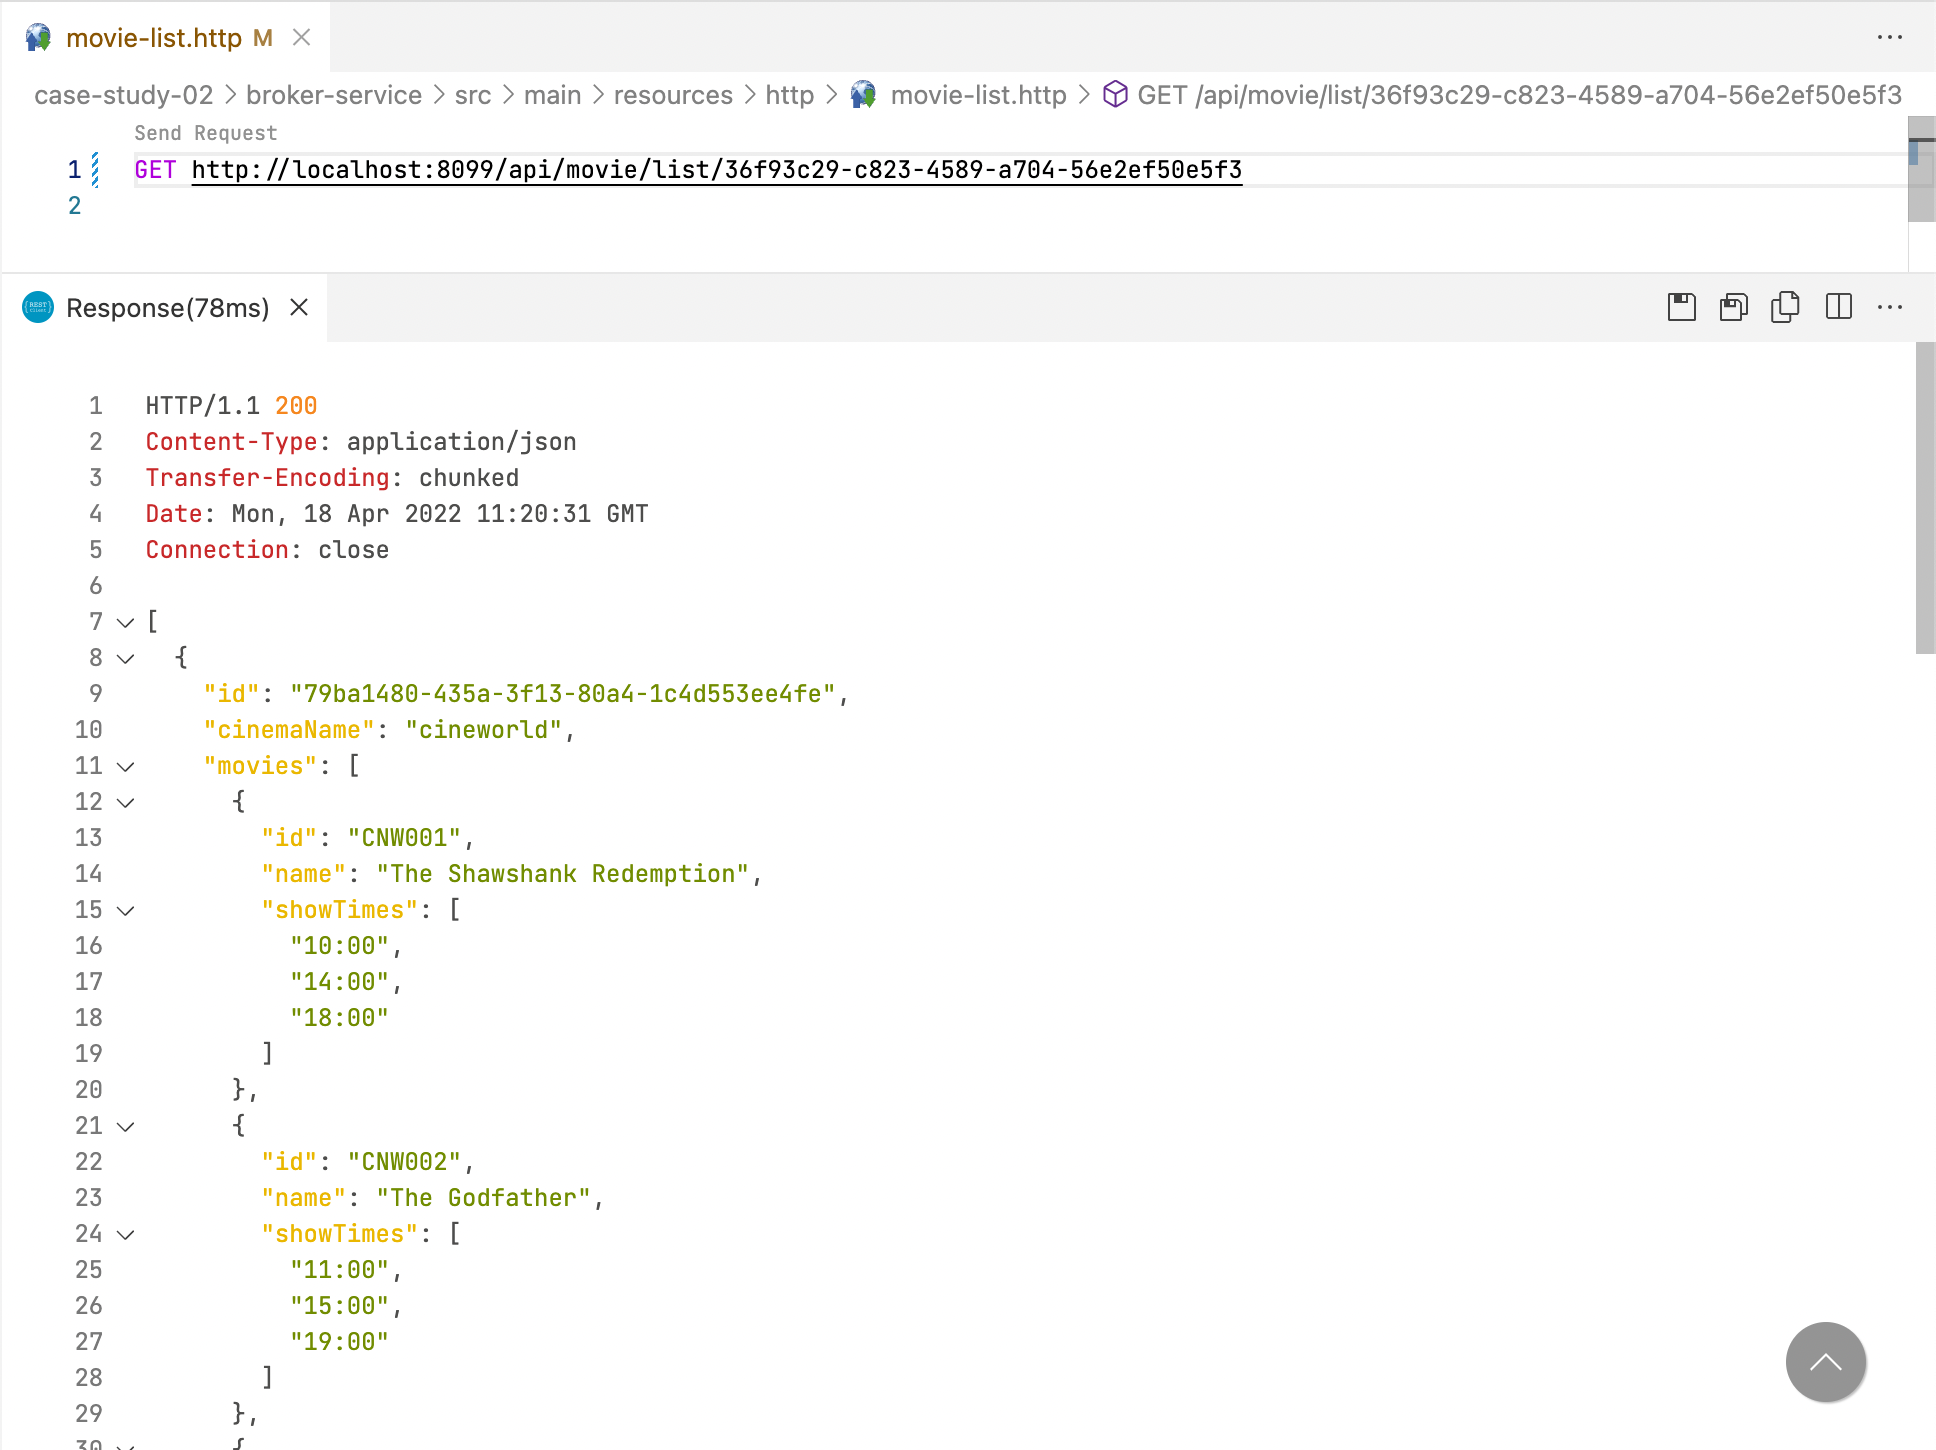 movie-list.http M
case-study-02 > broker-service > src > main > resources > http > movie-list.http > GET /api/movie/list/36f93c29-c823-4589-a704-56e2ef50e5f3
Send Request
1 GET http://localhost:8099/api/movie/list/36f93c29-c823-4589-a704-56e2ef50e5f3
2
Response(78ms)
1 HTTP/1.1 200
2 Content-Type: application/json
3 Transfer-Encoding: chunked
4 Date: Mon, 18 Apr 2022 11:20:31 GMT
5 Connection: close
6
7 [
8 {
9 "id": "79ba1480-435a-3f13-80a4-1c4d553ee4fe",
10 "cinemaName": "cineworld",
11 "movies": [
12 {
13 "id": "CNW001",
14 "name": "The Shawshank Redemption",
15 "showTimes": [
16 "10:00",
17 "14:00",
18 "18:00"
19 ]
20 },
21 {
22 "id": "CNW002",
23 "name": "The Godfather",
24 "showTimes": [
25 "11:00",
26 "15:00",
27 "19:00"
28 ]
29 },
30 {